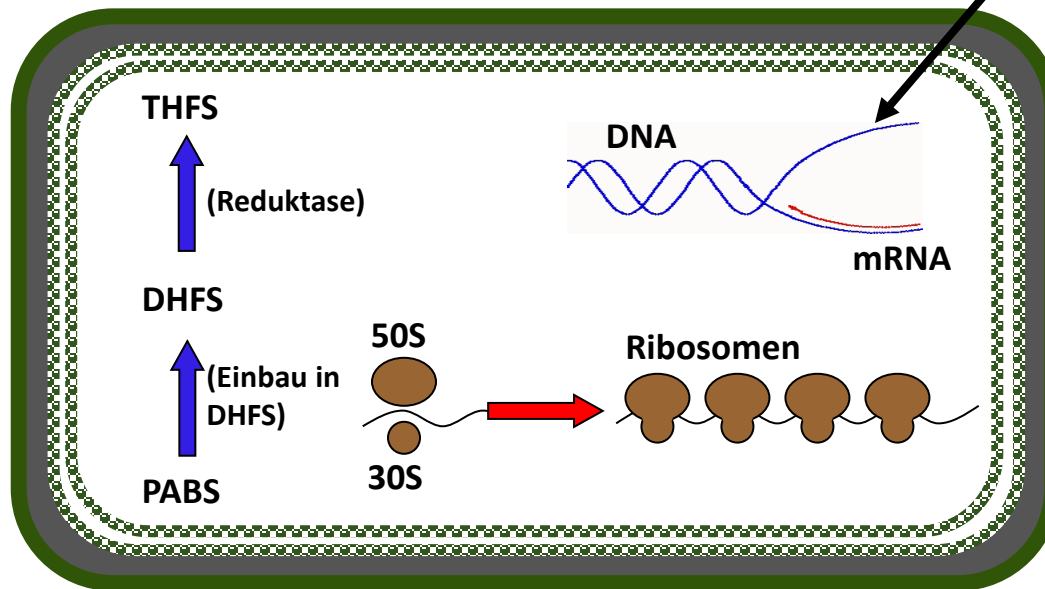 THFS
(Reduktase)
DHFS
(Einbau in
DHFS)
PABS
DNA
mRNA
50S
30S
Ribosomen